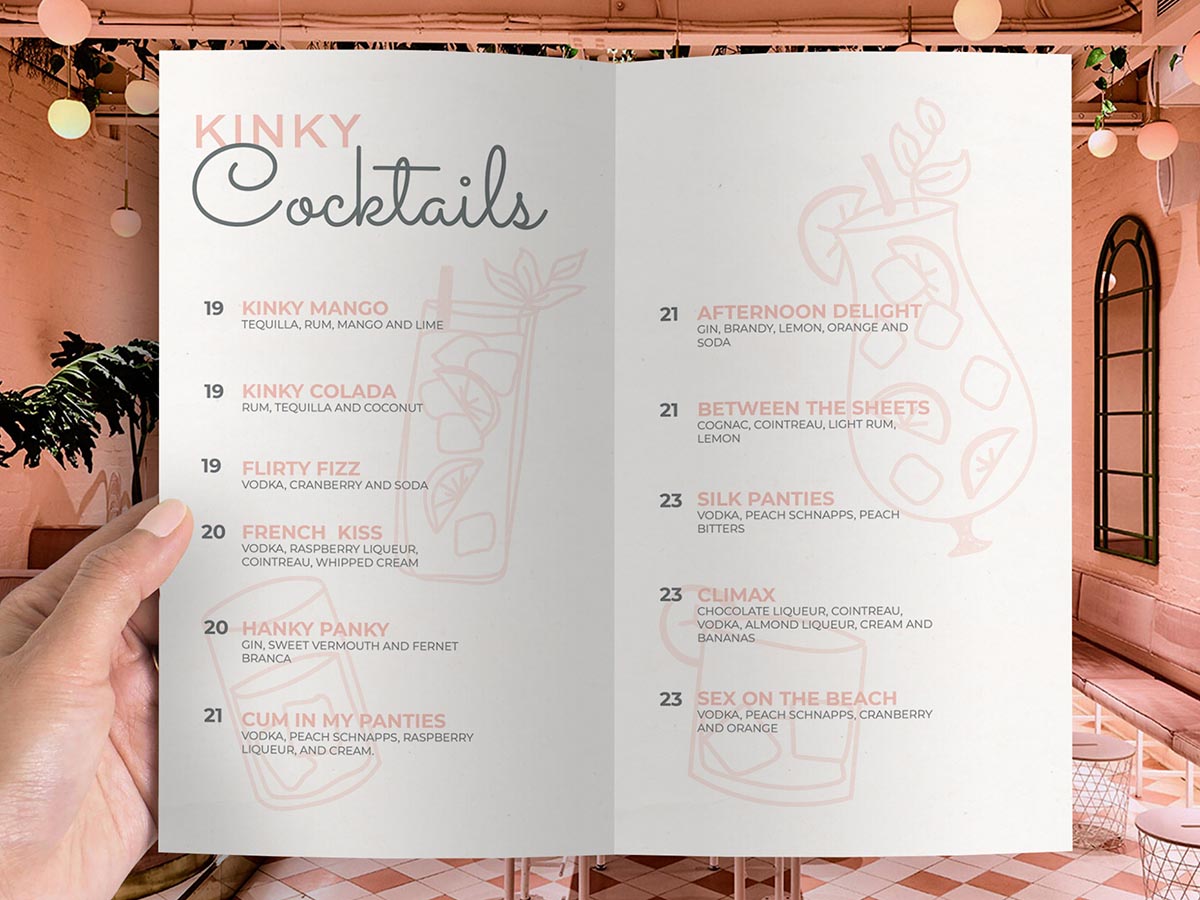 KINKY
Cocktails
19 KINKY MANGO
TEQUILLA, RUM, MANGO AND LIME
19 KINKY COLADA
RUM, TEQUILLA AND COCONUT
19 FLIRTY FIZZ
VODKA, CRANBERRY AND SODA
20 FRENCH KISS
VODKA, RASPBERRY LIQUEUR,
COINTREAU, WHIPPED CREAM
20 HANKY PANKY
GIN, SWEET VERMOUTH AND FERNET
BRANCA
21 CUM IN MY PANTIES
VODKA, PEACH SCHNAPPS, RASPBERRY
LIQUEUR, AND CREAM.
21 AFTERNOON DELIGHT
GIN, BRANDY, LEMON, ORANGE AND
SODA
21 BETWEEN THE SHEETS
COGNAC, COINTREAU, LIGHT RUM,
LEMON
23 SILK PANTIES
VODKA, PEACH SCHNAPPS, PEACH
BITTERS
23 CLIMAX
CHOCOLATE LIQUEUR, COINTREAU,
VODKA, ALMOND LIQUEUR, CREAM AND
BANANAS
23 SEX ON THE BEACH
VODKA, PEACH SCHNAPPS, CRANBERRY
AND ORANGE